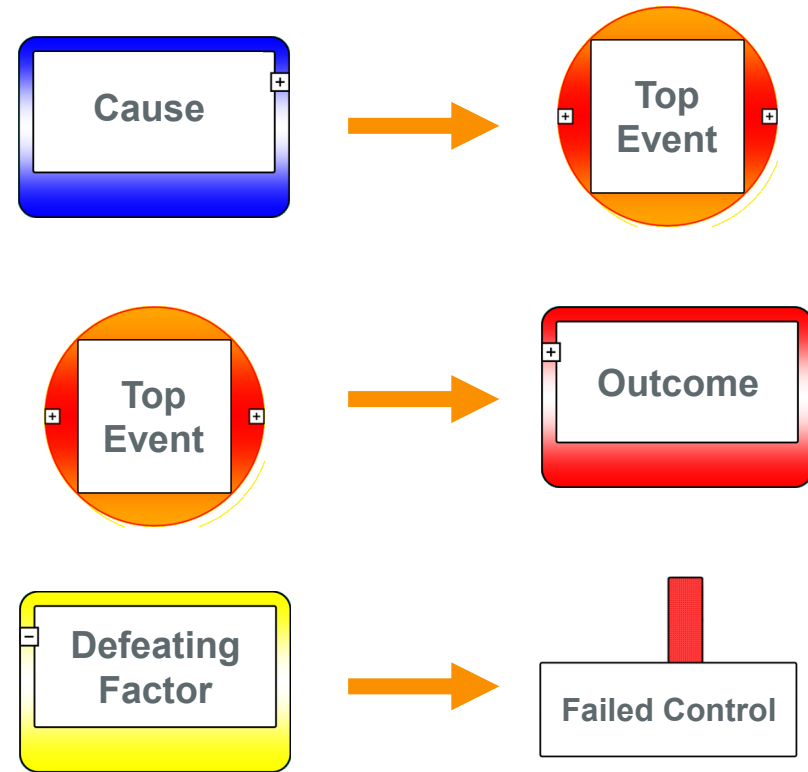 Cause
Top
Event
Top
Event
Outcome
Defeating
Factor
Failed Control